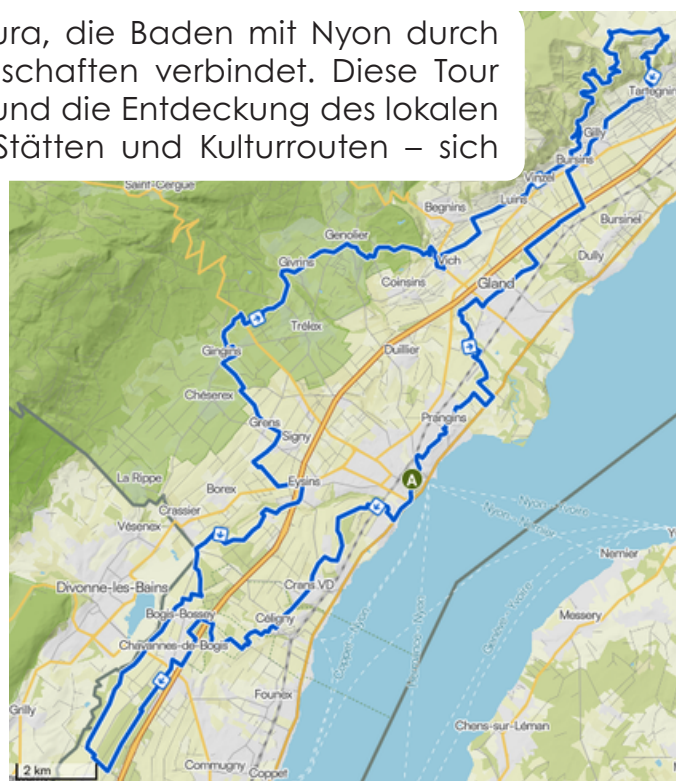 ura, die Baden mit Nyon durch
schaften verbindet. Diese Tour
und die Entdeckung des lokalen
Stätten und Kulturrouten – sich
Tartegnin
Gilly
Bursins
Saint-Cergue
Vinzel
Luins
Begnins
Bursinel
Genolier
Dully
Givrins
Vich
Coinsins
Gland
Trélex
Gingins
Duillier
Chéserex
Prangins
Grens
Signy
La Rippe
Eysins
A
Borex
Crassier
Nyon - Yvoire
Nyon - Nernier
Vésenex
Nernier
Divonne-les-Bains
Crans VD
Messery
Bogis-Bossey
Céligny
Chavannes-de-Bogis
Founex
Grilly
Chens-sur-Léman
2 km
Commugny
Coppet